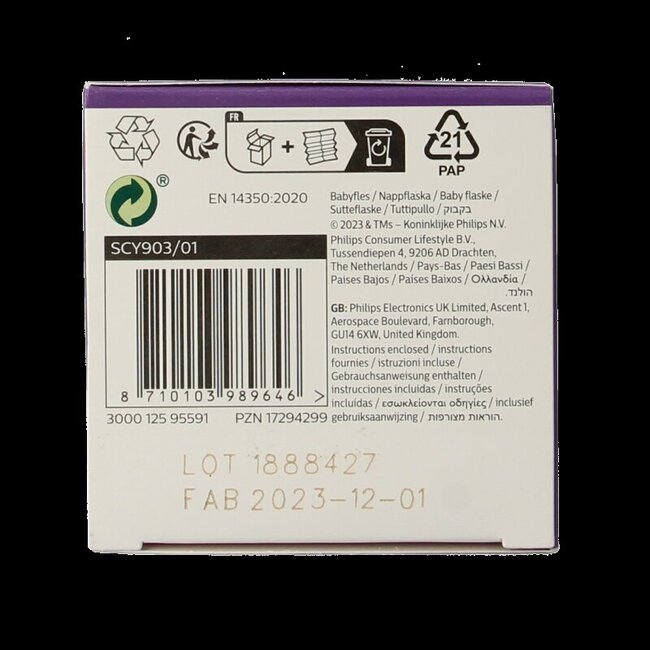 FR
+
21
PAP
®
EN 14350:2020
SCY903/01
8 710103 989646 >
3000 125 95591 PZN 17294299
Babyfles / Nappflaska / Baby flaske /
Sutteflaske / Tuttipullo / בקבוק
© 2023 & TMs – Koninklijke Philips N.V.
Philips Consumer Lifestyle B.V.,
Tussendiepen 4, 9206 AD Drachten,
The Netherlands / Pays-Bas / Paesi Bassi /
Países Bajos / Países Baixos / Ολλανδία /
הולנד.
GB: Philips Electronics UK Limited, Ascent 1,
Aerospace Boulevard, Farnborough,
GU14 6XW, United Kingdom.
Instructions enclosed / instructions
fournies / istruzioni incluse /
Gebrauchsanweisung enthalten /
instrucciones incluidas / instruções
incluídas / εσωκλείονται οδηγίες / inclusief
gebruiksaanwijzing / הוראות מצורפות.
LOT 1888427
FAB 2023-12-01